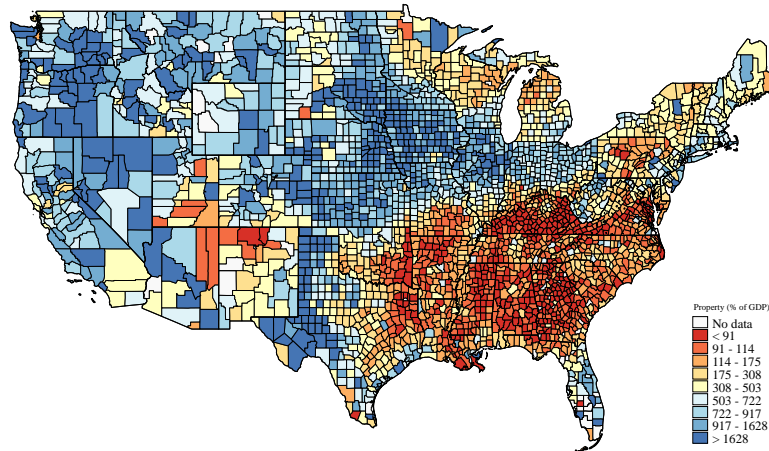 Property (% of GDP)
No data
< 91
91 - 114
114 - 175
175 - 308
308 - 503
503 - 722
722 - 917
917 - 1628
> 1628